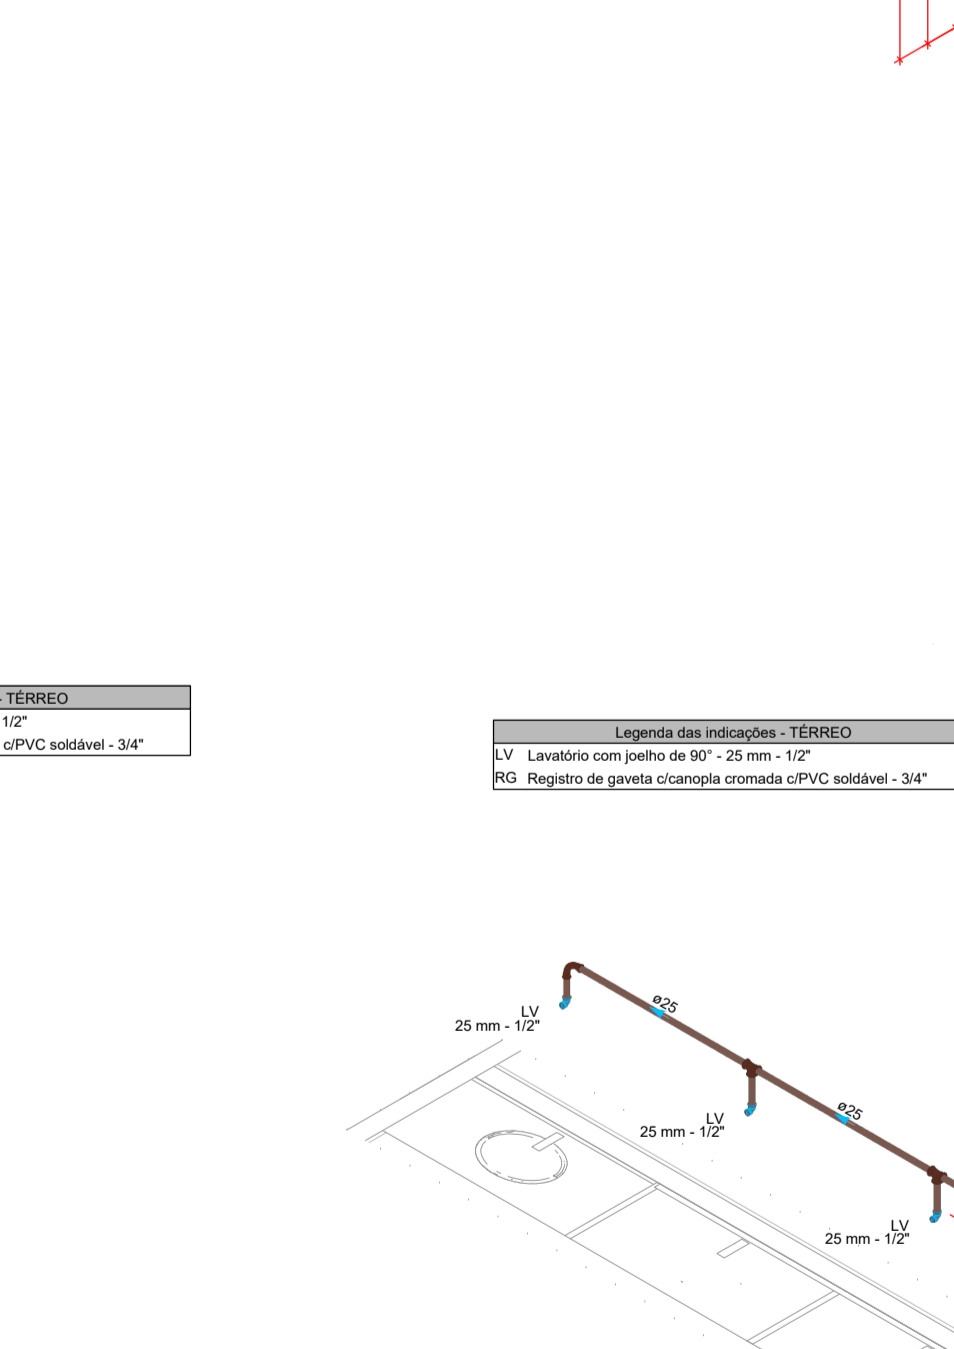 - TÉRREO
1/2"
c/PVC soldável - 3/4"
Legenda das indicações - TÉRREO
LV Lavatório com joelho de 90° - 25 mm - 1/2"
RG Registro de gaveta c/canopla cromada c/PVC soldável - 3/4"
ø25
LV
25 mm - 1/2"
ø25
LV
25 mm - 1/2"
LV
25 mm - 1/2"